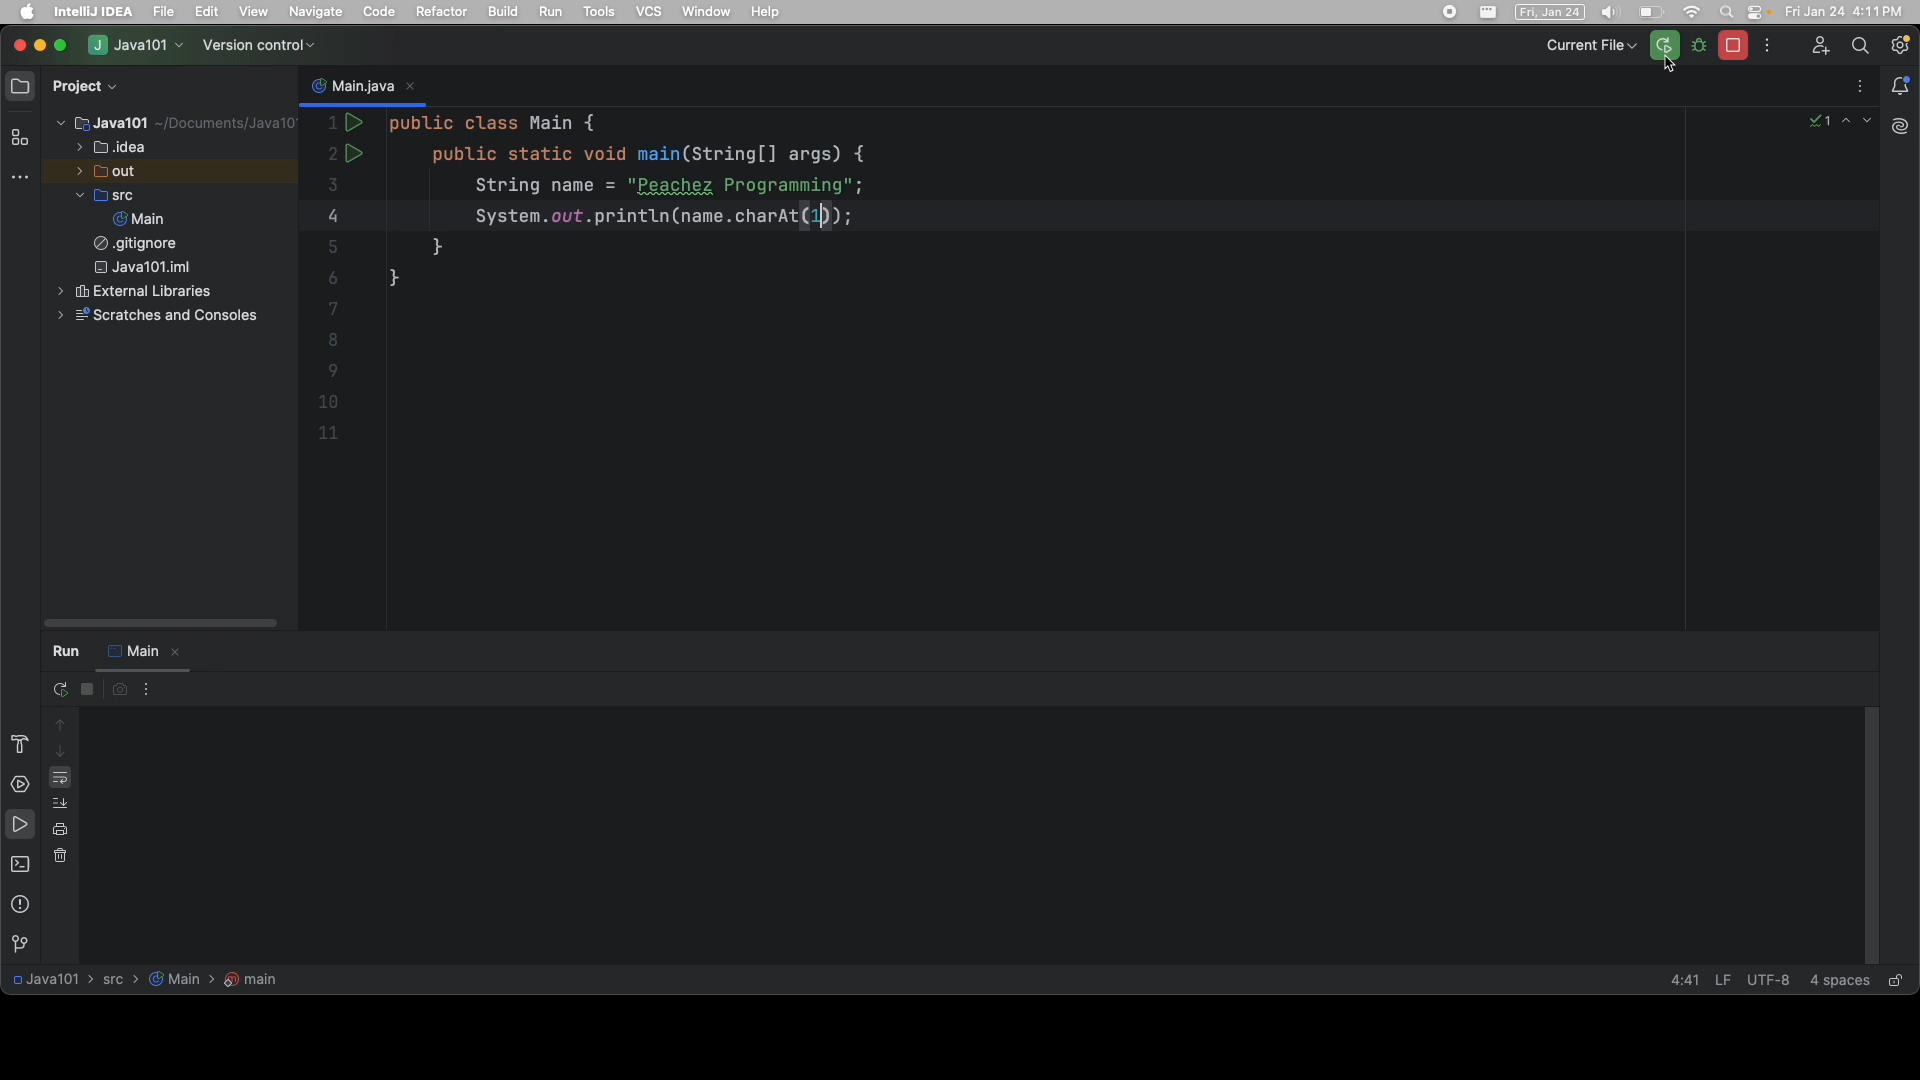 IntelliJ IDEA File Edit View Navigate Code Refactor Build Run Tools VCS Window Help Fri, Jan 24 Fri Jan 24 4:11 PM
J Java101 Version control Current File
Project Main.java
Java101 ~/Documents/Java101
.idea
out
src
Main
.gitignore
Java101.iml
External Libraries
Scratches and Consoles
1 public class Main { 1
2 public static void main(String[] args) {
3 String name = "Peachez Programming";
4 System.out.println(name.charAt(1));
5 }
6 }
7
8
9
10
11
Run Main
Java101 > src > Main > main 4:41 LF UTF-8 4 spaces